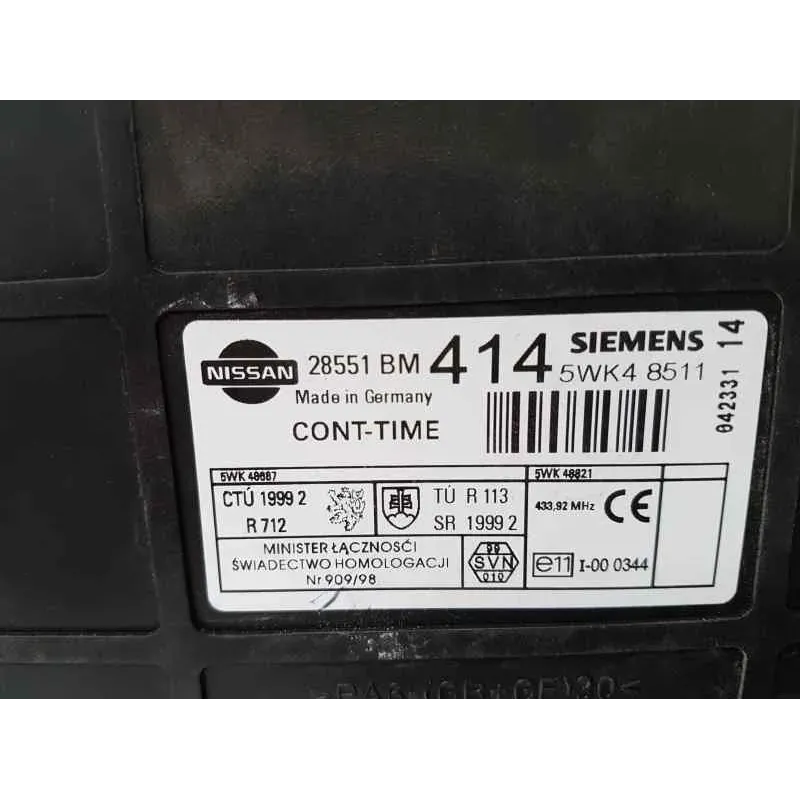 NISSAN
28551 BM 414
Made in Germany
CONT-TIME
SIEMENS
5WK4 8511
042331 14
5WK 48687
CTÚ 1999 2
R 712
TÚ R 113
SR 1999 2
MINISTER ŁĄCZNOŚCI
ŚWIADECTWO HOMOLOGACJI
Nr 909/98
99
SVN
010
5WK 48821
433,92 MHz CE
e11 I-00 0344